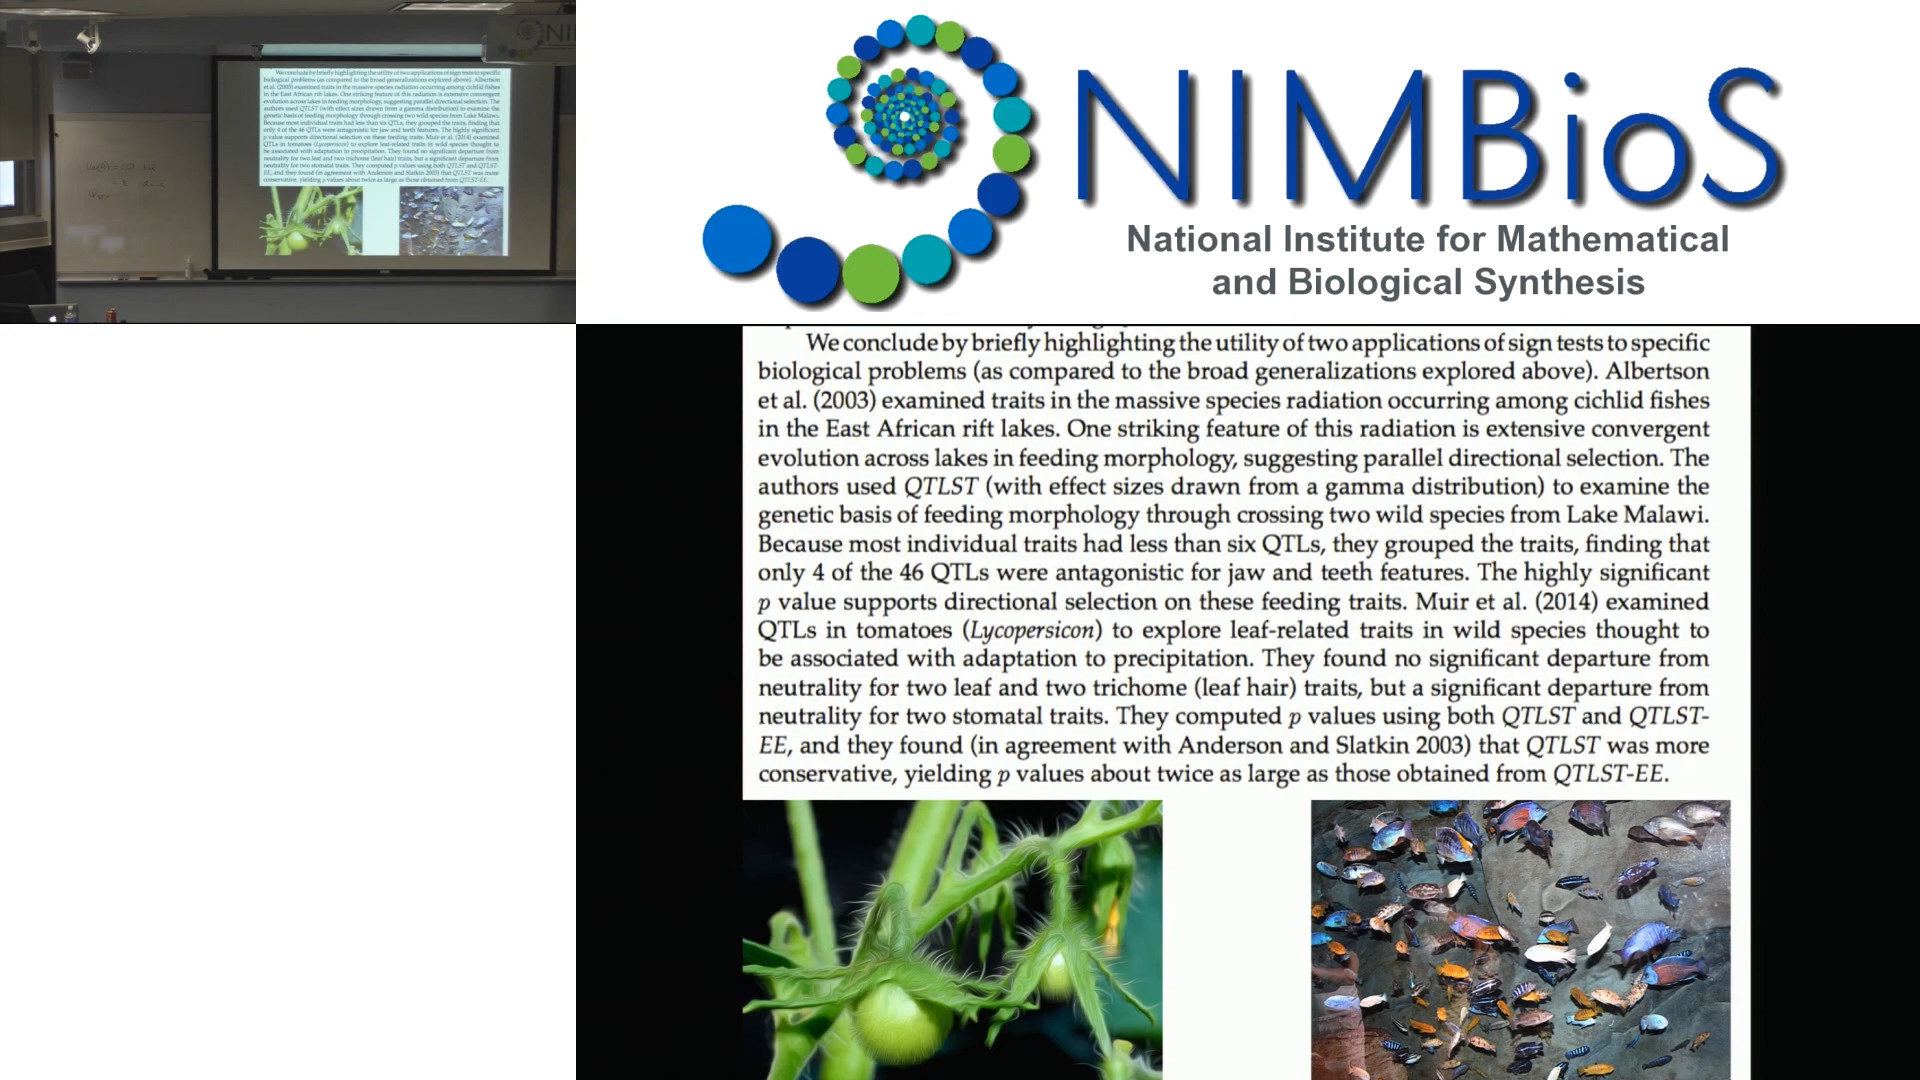 NIMBioS
National Institute for Mathematical
and Biological Synthesis
We conclude by briefly highlighting the utility of two applications of sign tests to specific
biological problems (as compared to the broad generalizations explored above). Albertson
et al. (2003) examined traits in the massive species radiation occurring among cichlid fishes
in the East African rift lakes. One striking feature of this radiation is extensive convergent
evolution across lakes in feeding morphology, suggesting parallel directional selection. The
authors used QTLST (with effect sizes drawn from a gamma distribution) to examine the
genetic basis of feeding morphology through crossing two wild species from Lake Malawi.
Because most individual traits had less than six QTLs, they grouped the traits, finding that
only 4 of the 46 QTLs were antagonistic for jaw and teeth features. The highly significant
p value supports directional selection on these feeding traits. Muir et al. (2014) examined
QTLs in tomatoes (Lycopersicon) to explore leaf-related traits in wild species thought to
be associated with adaptation to precipitation. They found no significant departure from
neutrality for two leaf and two trichome (leaf hair) traits, but a significant departure from
neutrality for two stomatal traits. They computed p values using both QTLST and QTLST-
EE, and they found (in agreement with Anderson and Slatkin 2003) that QTLST was more
conservative, yielding p values about twice as large as those obtained from QTLST-EE.